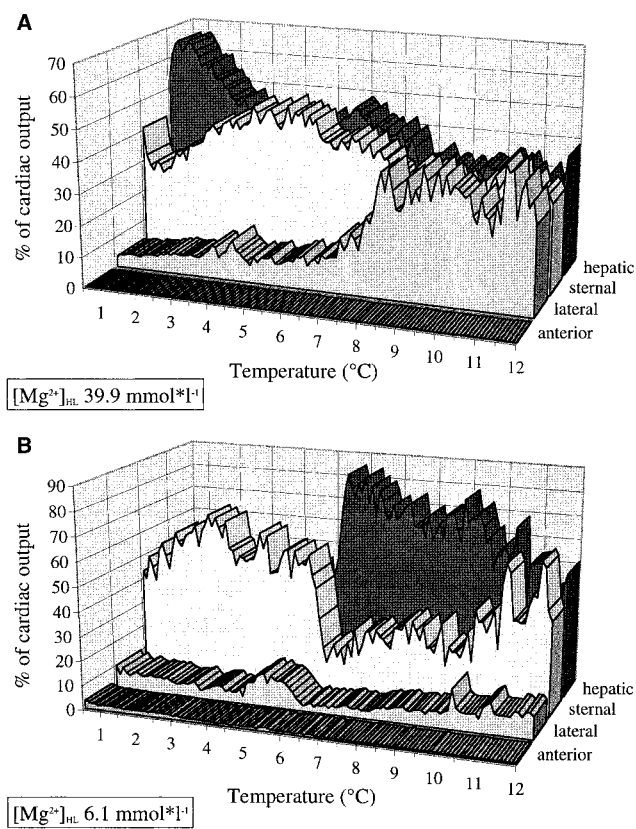 A
70
60
50
40
30
20
10
0
% of cardiac output
1 2 3 4 5 6 7 8 9 10 11 12
Temperature (°C)
hepatic
sternal
lateral
anterior
[Mg²⁺]HL 39.9 mmol*l⁻¹
B
90
80
70
60
50
40
30
20
10
0
% of cardiac output
1 2 3 4 5 6 7 8 9 10 11 12
Temperature (°C)
hepatic
sternal
lateral
anterior
[Mg²⁺]HL 6.1 mmol*l⁻¹